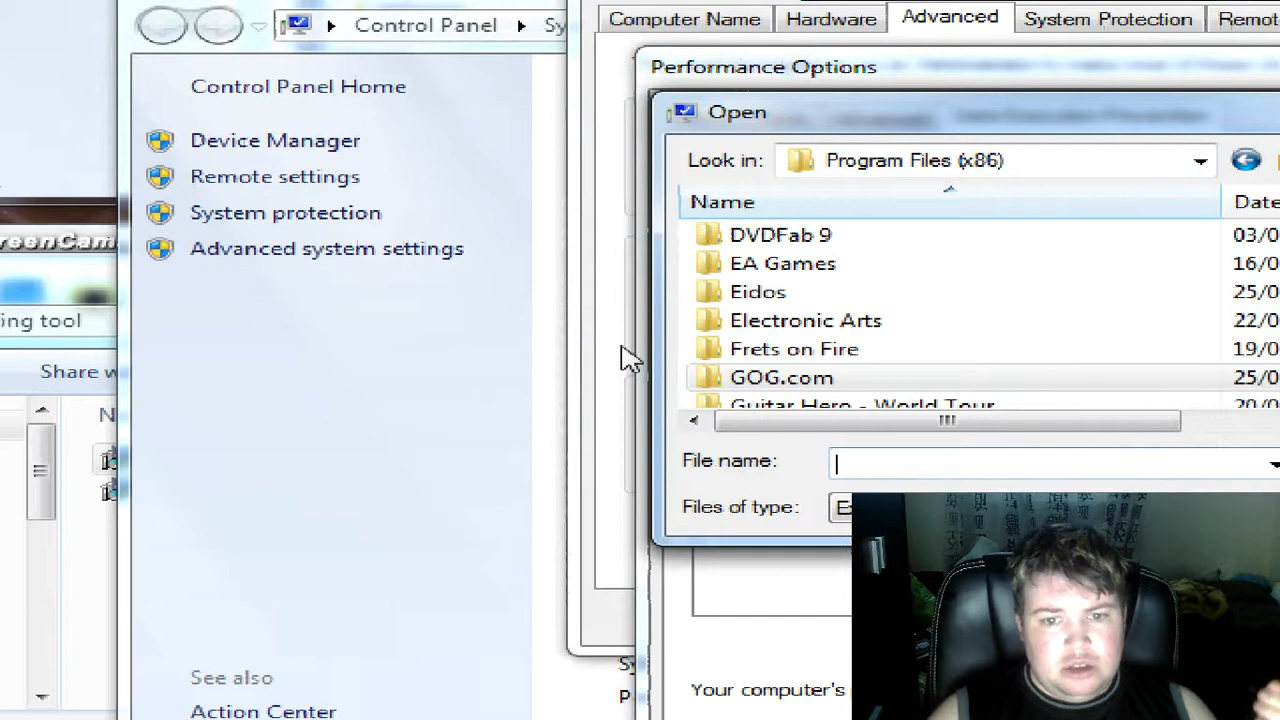 Control Panel
Sy
Control Panel Home
Device Manager
Remote settings
System protection
Advanced system settings
See also
Action Center
reenCam
ing tool
Share w
N
Computer Name
Hardware
Advanced
System Protection
Remot
Performance Options
Open
Look in:
Program Files (x86)
Name
Date
DVDFab 9
03/0
EA Games
16/0
Eidos
25/0
Electronic Arts
22/0
Frets on Fire
19/0
GOG.com
25/0
Guitar Hero - World Tour
20/0
File name:
Files of type:
Ex
Sy
P
Your computer's